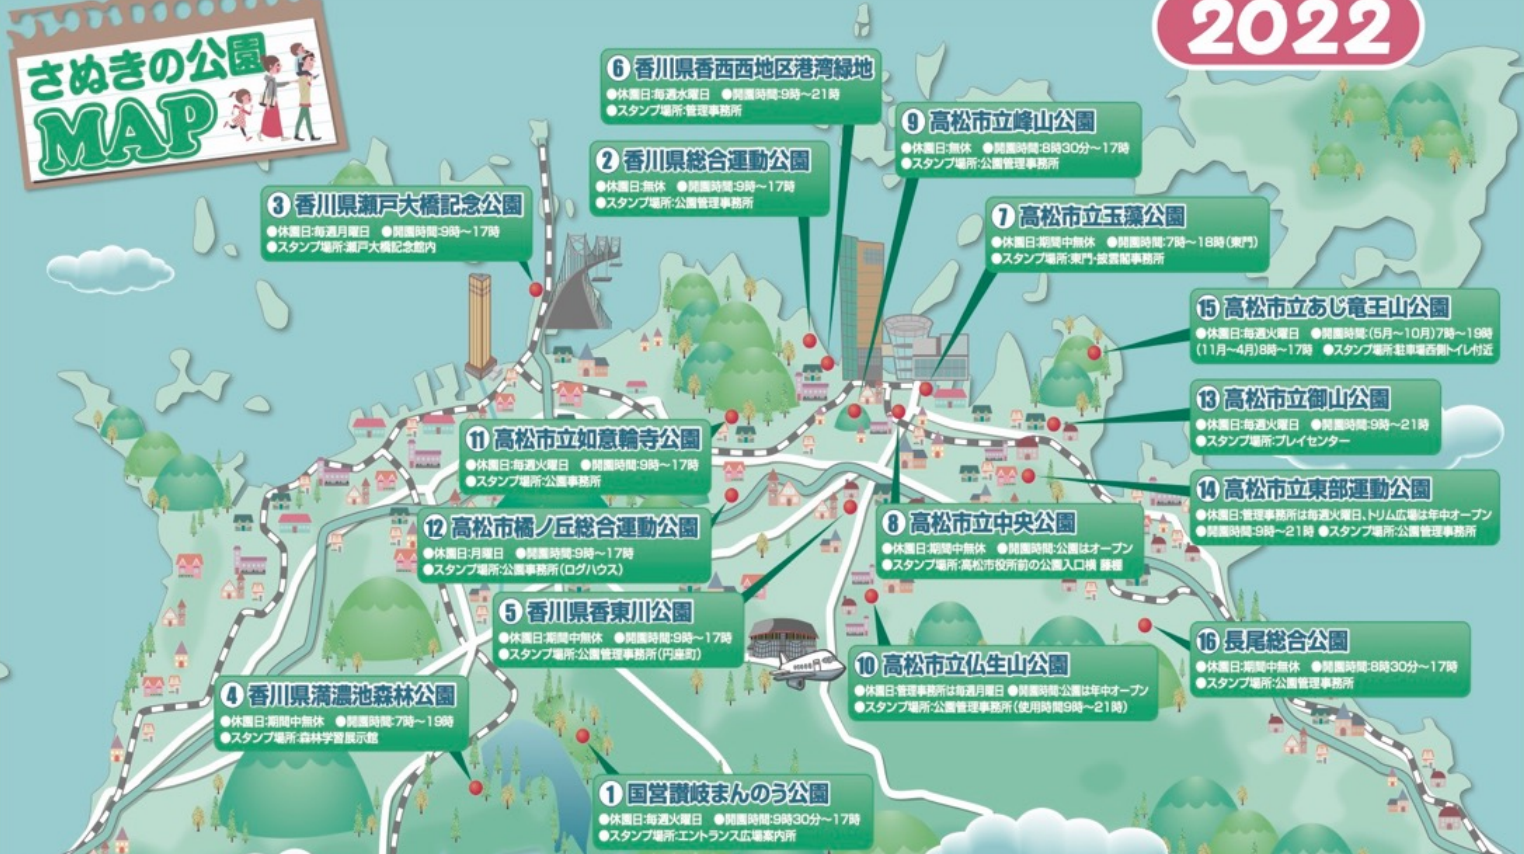 さぬきの公園
MAP
2022
⑥ 香川県香西西地区港湾緑地
●休園日:毎週水曜日 ●開園時間:9時〜21時
●スタンプ場所:管理事務所
⑨ 高松市立峰山公園
●休園日:無休 ●開園時間:8時30分〜17時
●スタンプ場所:公園管理事務所
② 香川県総合運動公園
●休園日:無休 ●開園時間:9時〜17時
●スタンプ場所:公園管理事務所
③ 香川県瀬戸大橋記念公園
●休園日:毎週月曜日 ●開園時間:9時〜17時
●スタンプ場所:瀬戸大橋記念館内
⑦ 高松市立玉藻公園
●休園日:期間中無休 ●開園時間:7時〜18時(東門)
●スタンプ場所:東門・披雲閣事務所
⑮ 高松市立あじ竜王山公園
●休園日:毎週火曜日 ●開園時間:(5月〜10月)7時〜19時
(11月〜4月)8時〜17時 ●スタンプ場所:駐車場西側トイレ付近
⑬ 高松市立御山公園
●休園日:毎週火曜日 ●開園時間:9時〜21時
●スタンプ場所:プレイセンター
⑪ 高松市立如意輪寺公園
●休園日:毎週火曜日 ●開園時間:9時〜17時
●スタンプ場所:公園事務所
⑭ 高松市立東部運動公園
●休園日:管理事務所は毎週火曜日、トリム広場は年中オープン
●開園時間:9時〜21時 ●スタンプ場所:公園管理事務所
⑫ 高松市橘ノ丘総合運動公園
●休園日:月曜日 ●開園時間:9時〜17時
●スタンプ場所:公園事務所(ログハウス)
⑧ 高松市立中央公園
●休園日:期間中無休 ●開園時間:公園はオープン
●スタンプ場所:高松市役所前の公園入口横 藤棚
⑤ 香川県香東川公園
●休園日:期間中無休 ●開園時間:9時〜17時
●スタンプ場所:公園管理事務所(円座町)
⑯ 長尾総合公園
●休園日:期間中無休 ●開園時間:8時30分〜17時
●スタンプ場所:公園管理事務所
⑩ 高松市立仏生山公園
●休園日:管理事務所は毎週月曜日 ●開園時間:公園は年中オープン
●スタンプ場所:公園管理事務所(使用時間9時〜21時)
④ 香川県満濃池森林公園
●休園日:期間中無休 ●開園時間:7時〜19時
●スタンプ場所:森林学習展示館
① 国営讃岐まんのう公園
●休園日:毎週火曜日 ●開園時間:9時30分〜17時
●スタンプ場所:エントランス広場案内所